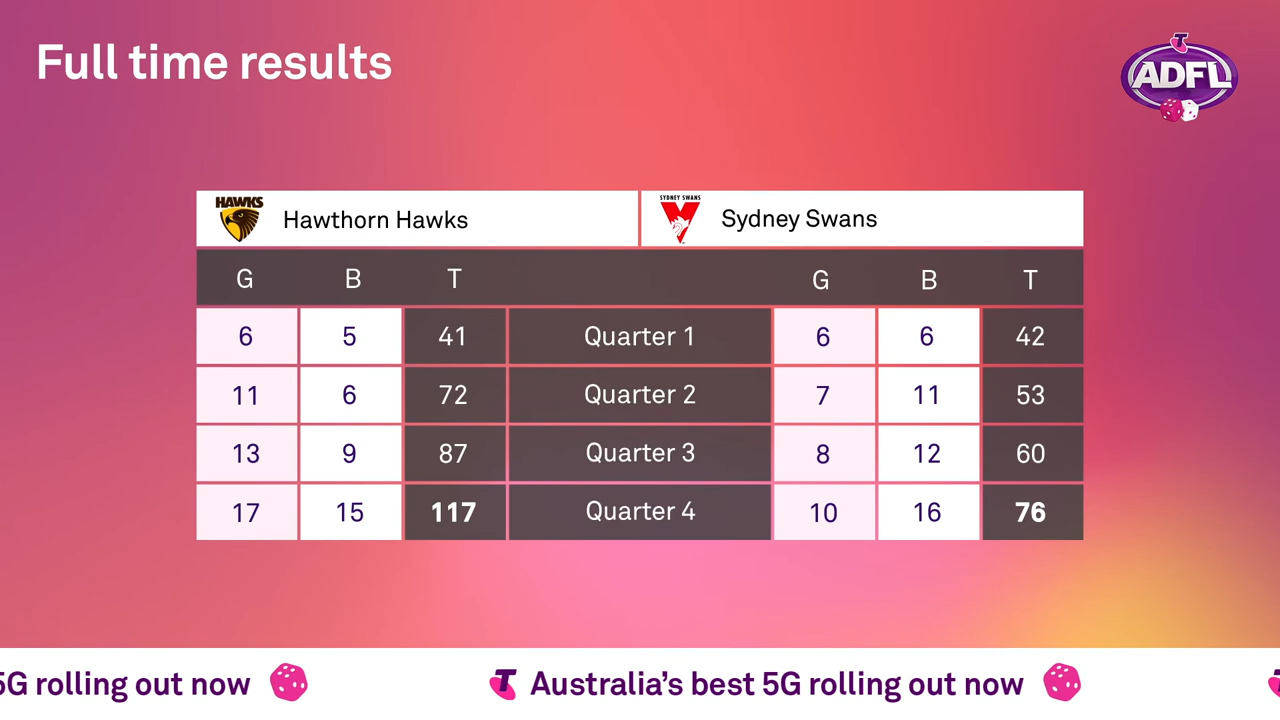 Full time results
T
ADFL
HAWKS
Hawthorn Hawks
SYDNEY SWANS
Sydney Swans
G B T G B T
6 5 41 Quarter 1 6 6 42
11 6 72 Quarter 2 7 11 53
13 9 87 Quarter 3 8 12 60
17 15 117 Quarter 4 10 16 76
5G rolling out now T Australia's best 5G rolling out now